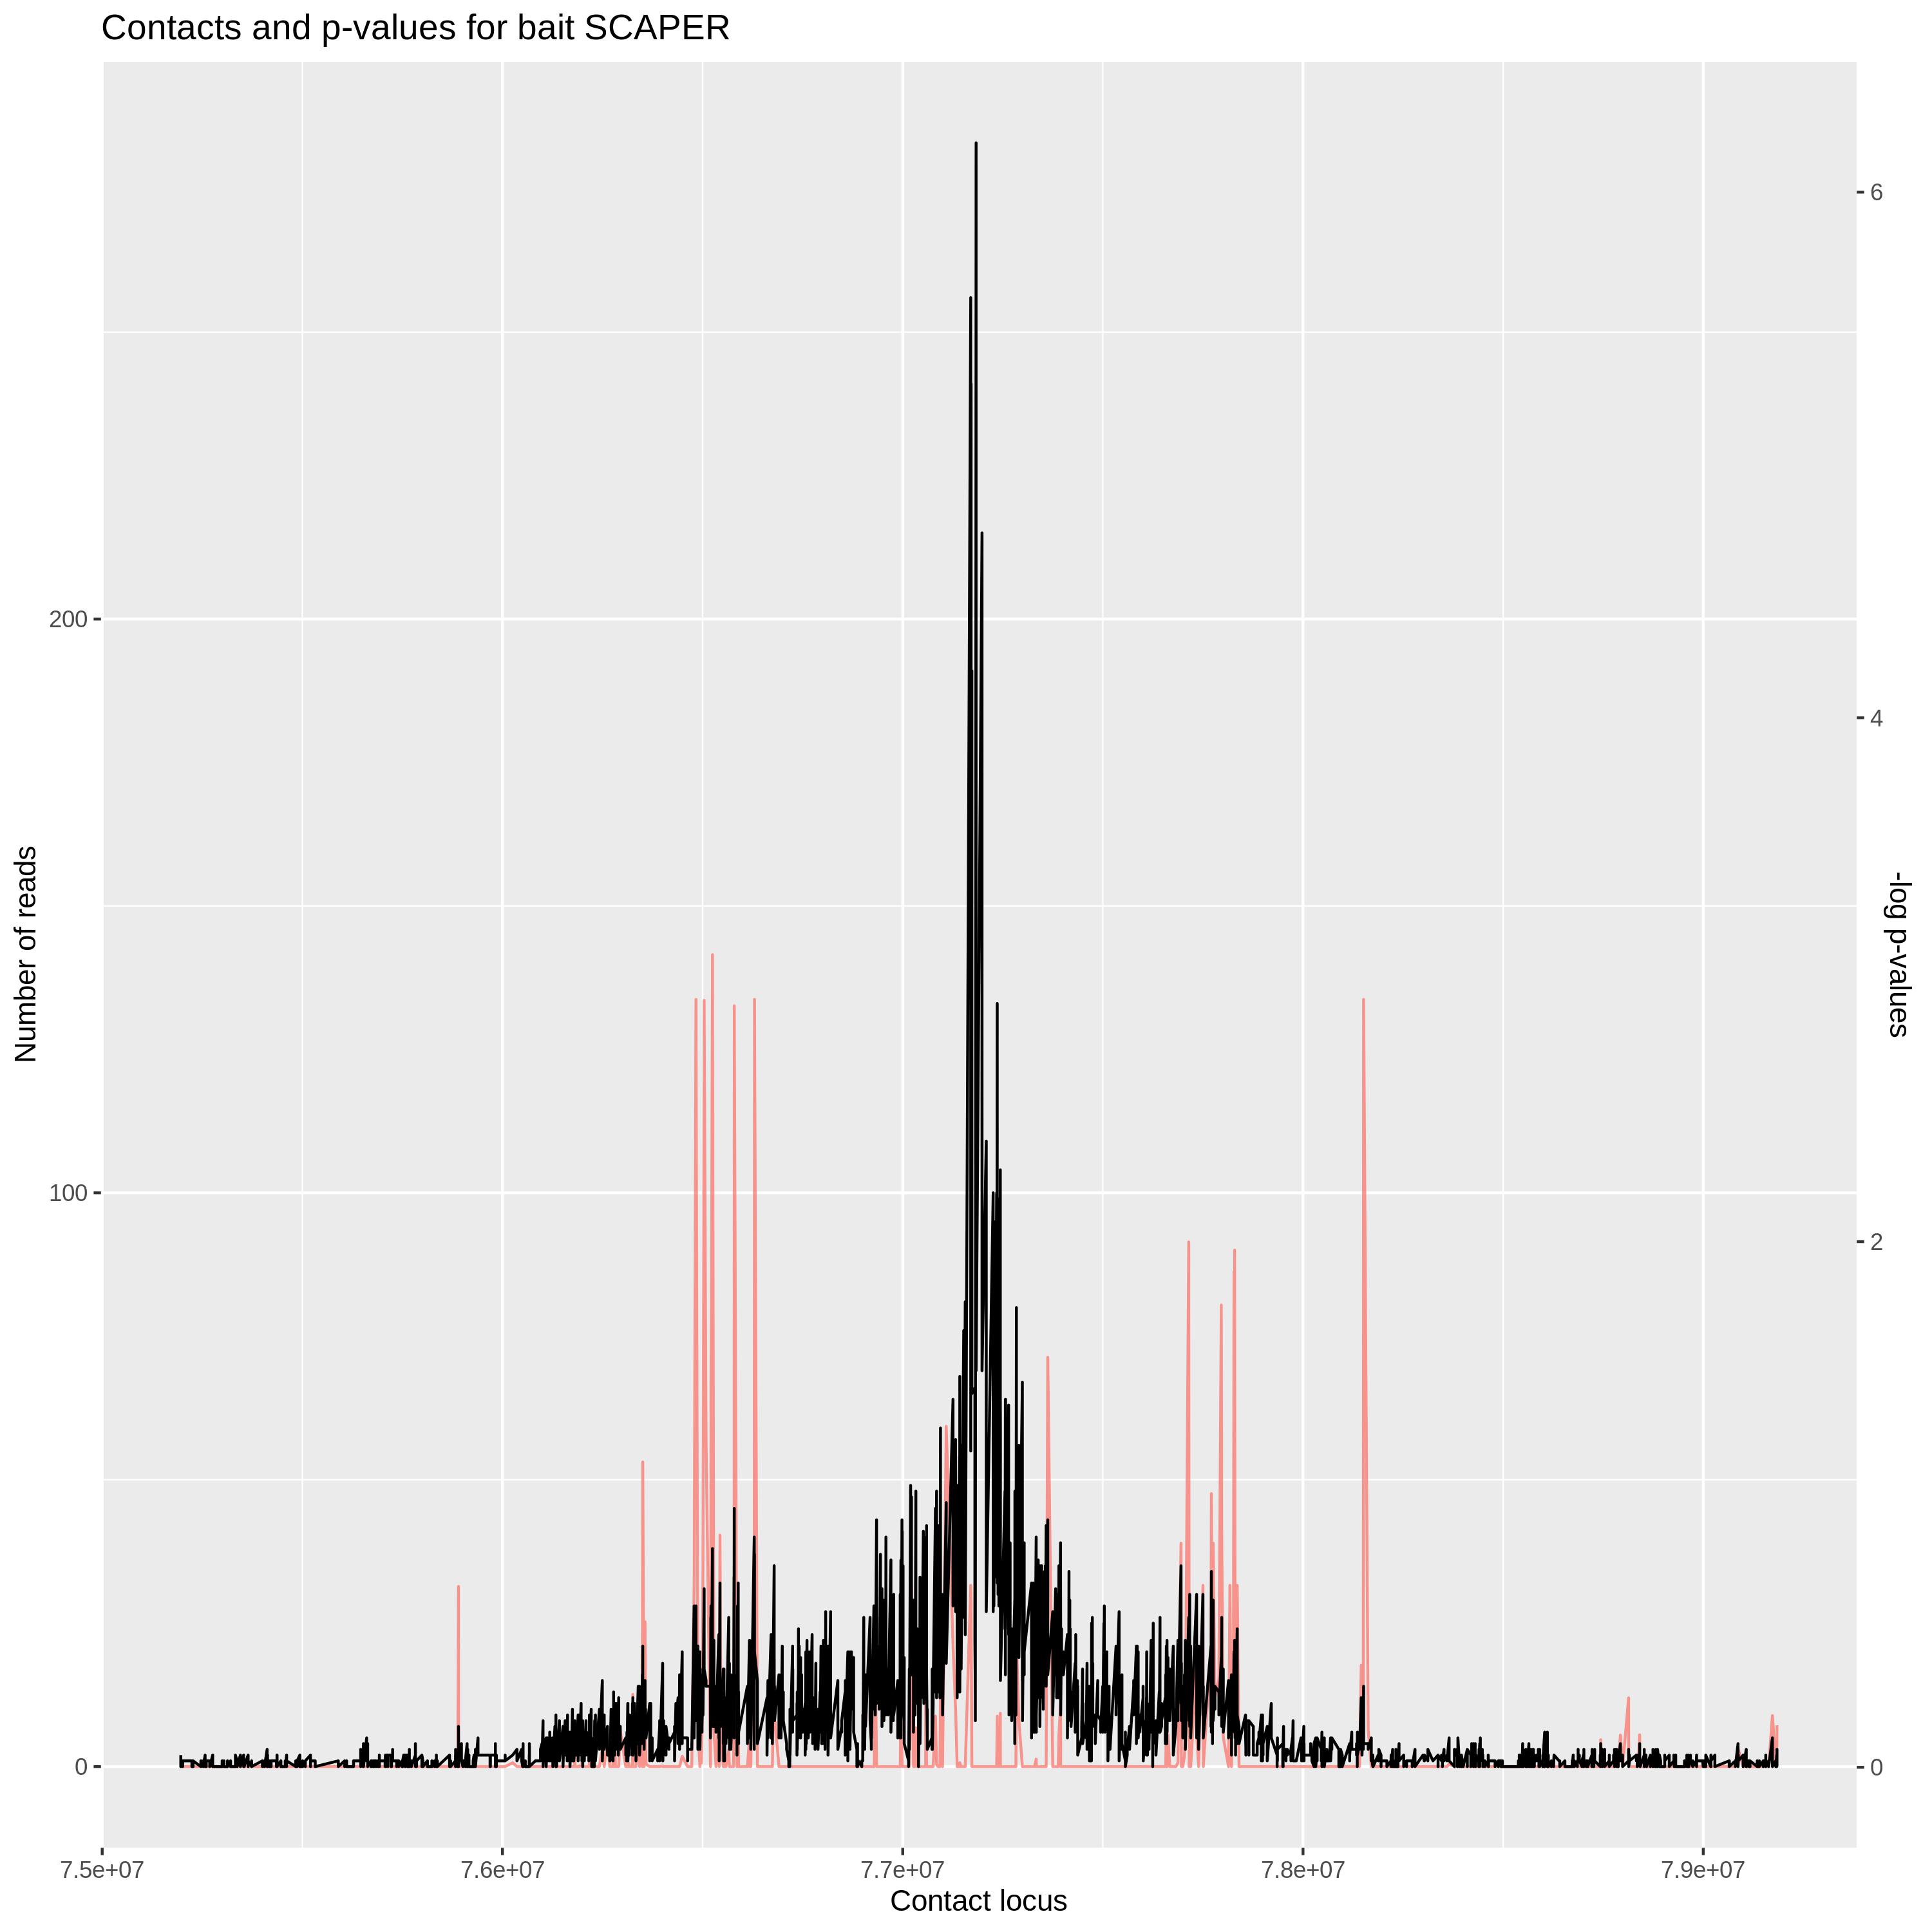 Contacts and p-values for bait SCAPER
Number of reads
200
100
0
6
4
2
0
-log p-values
7.5e+07
7.6e+07
7.7e+07
7.8e+07
7.9e+07
Contact locus